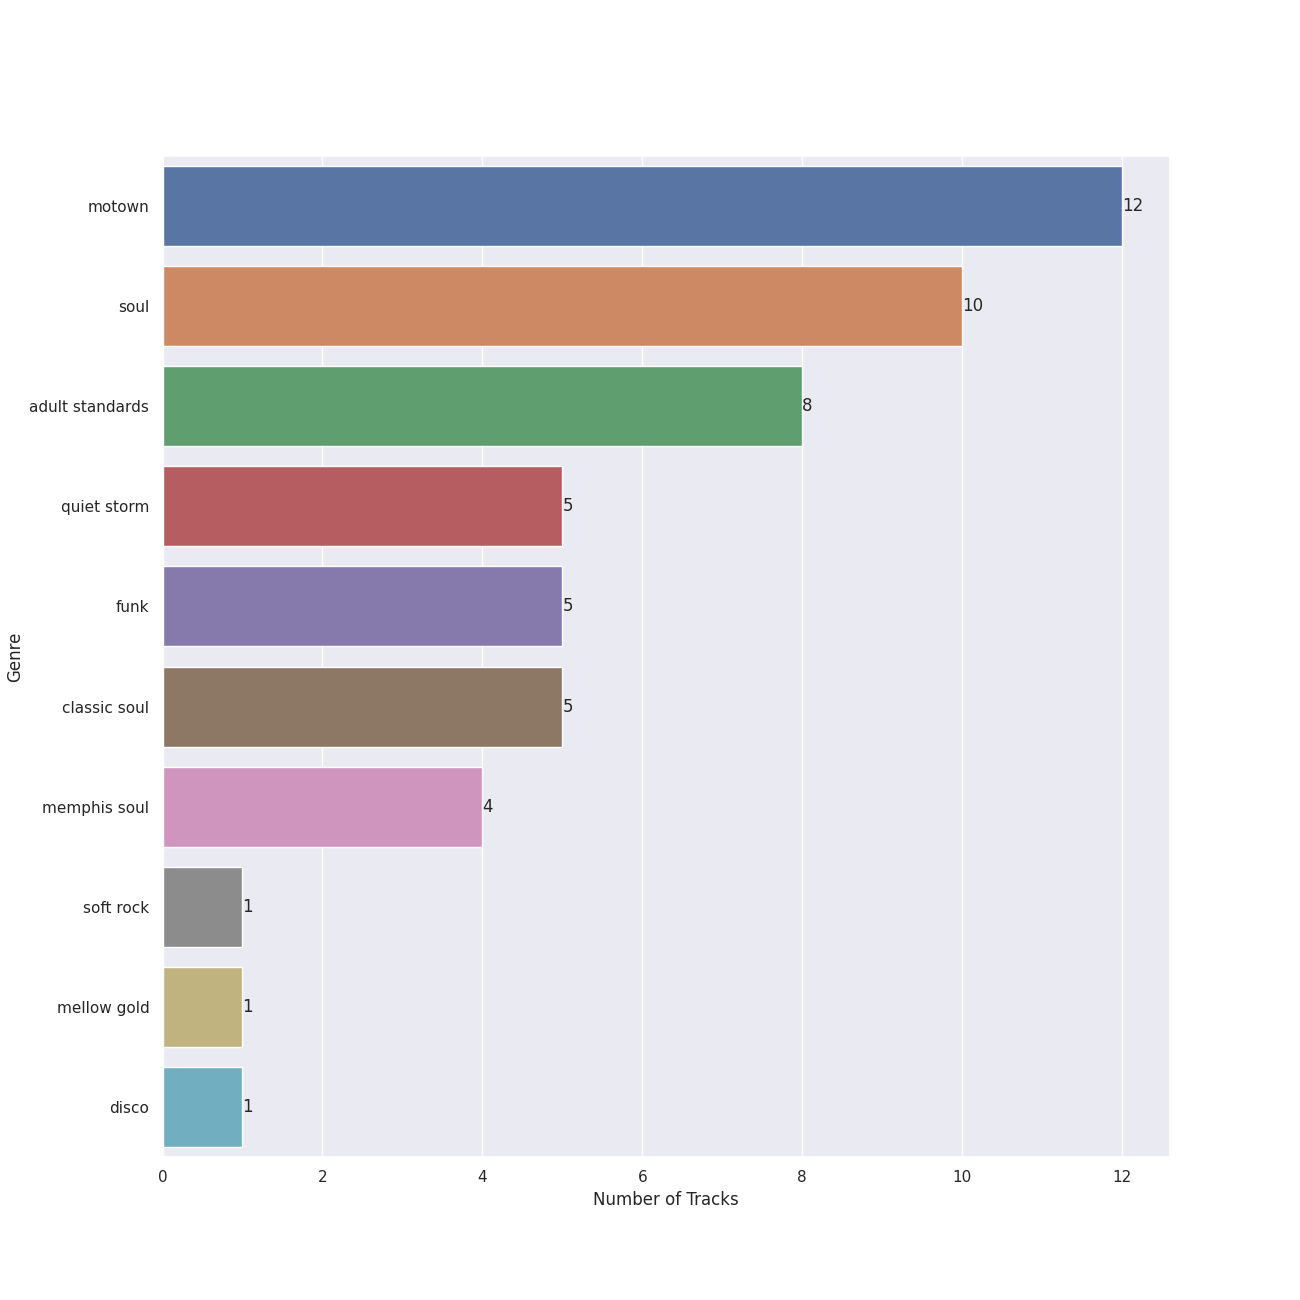 motown
12
soul
10
adult standards
8
quiet storm
5
funk
5
Genre
classic soul
5
memphis soul
4
soft rock
1
mellow gold
1
disco
1
0 2 4 6 8 10 12
Number of Tracks